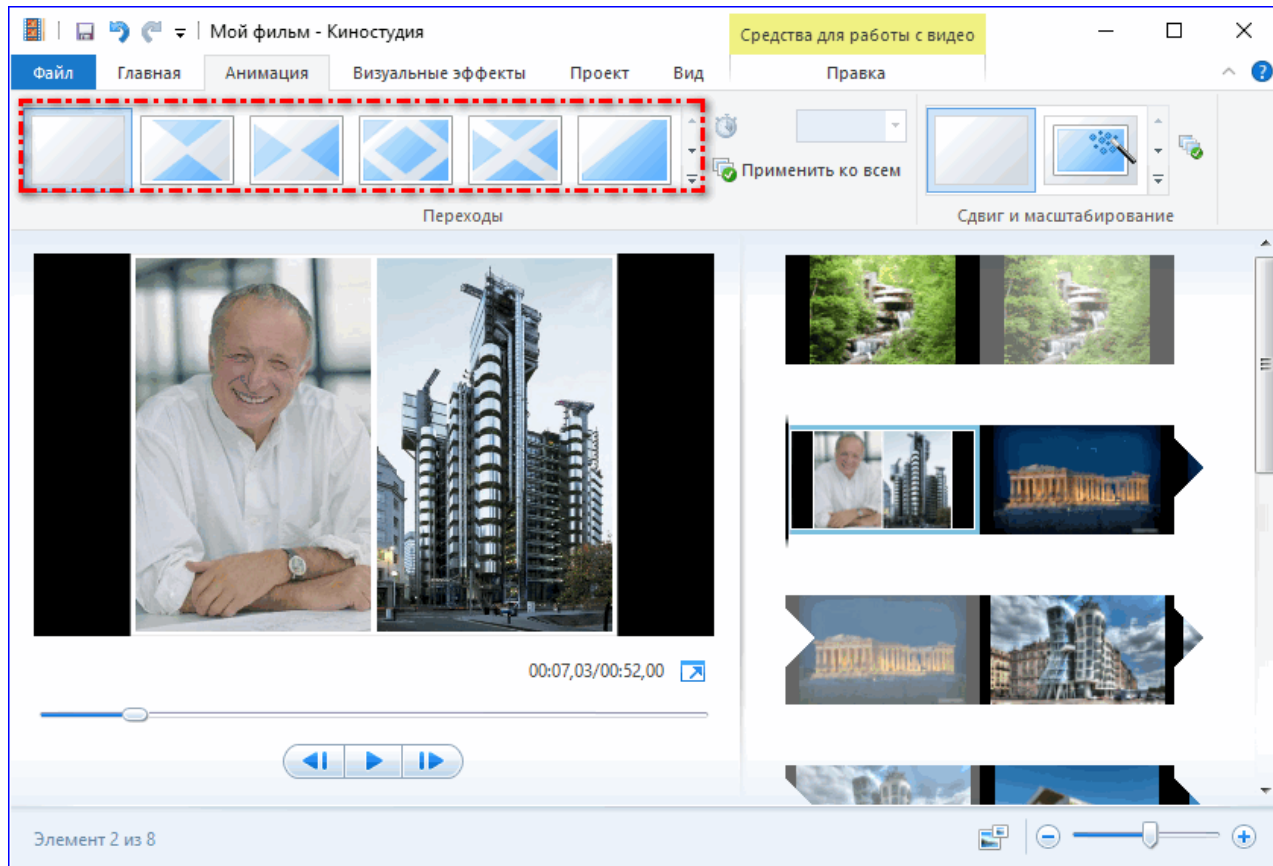 Мой фильм - Киностудия
Средства для работы с видео
Файл
Главная
Анимация
Визуальные эффекты
Проект
Вид
Правка
?
Применить ко всем
Переходы
Сдвиг и масштабирование
00:07,03/00:52,00
Элемент 2 из 8